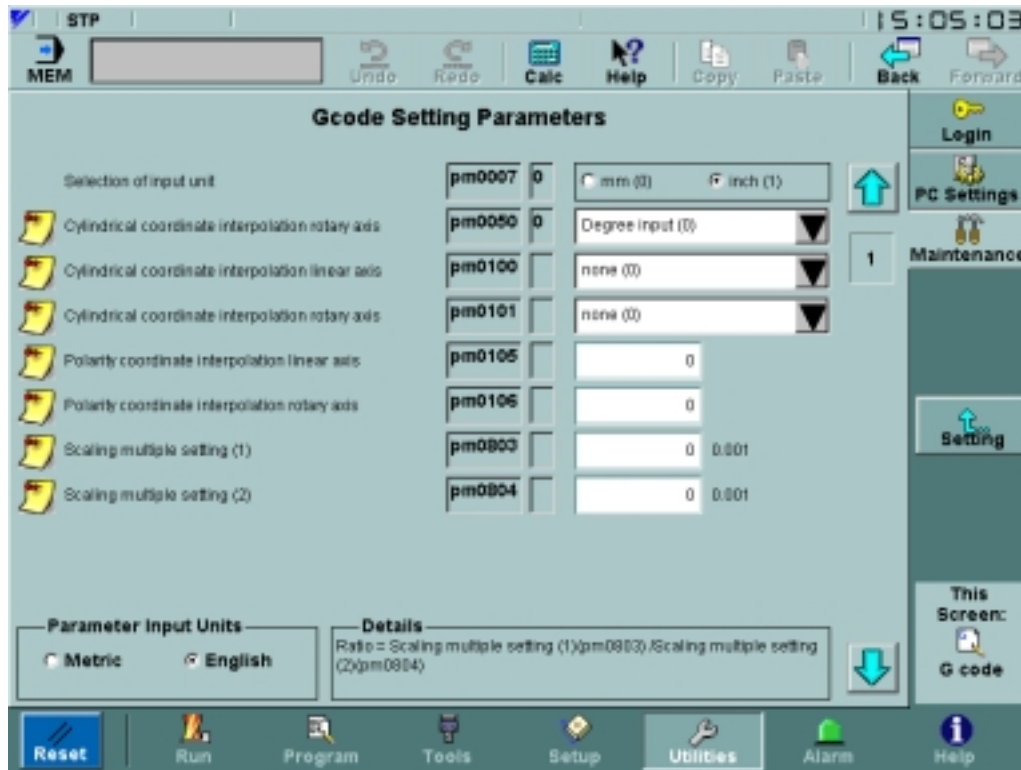 STP
15:05:03
MEM
Undo
Redo
Calc
Help
Copy
Paste
Back
Forward
Gcode Setting Parameters
Login
PC Settings
Maintenance
Selection of input unit pm0007 0 mm (0) inch (1)
Cylindrical coordinate interpolation rotary axis pm0050 0 Degree input (0)
1
Cylindrical coordinate interpolation linear axis pm0100 none (0)
Cylindrical coordinate interpolation rotary axis pm0101 none (0)
Polarity coordinate interpolation linear axis pm0105 0
Polarity coordinate interpolation rotary axis pm0106 0
Setting
Scaling multiple setting (1) pm0803 0 0.001
Scaling multiple setting (2) pm0804 0 0.001
This
Screen:
G code
Parameter Input Units
Metric English
Details
Ratio = Scaling multiple setting (1)(pm0803) /Scaling multiple setting
(2)(pm0804)
Reset
Run
Program
Tools
Setup
Utilities
Alarm
Help